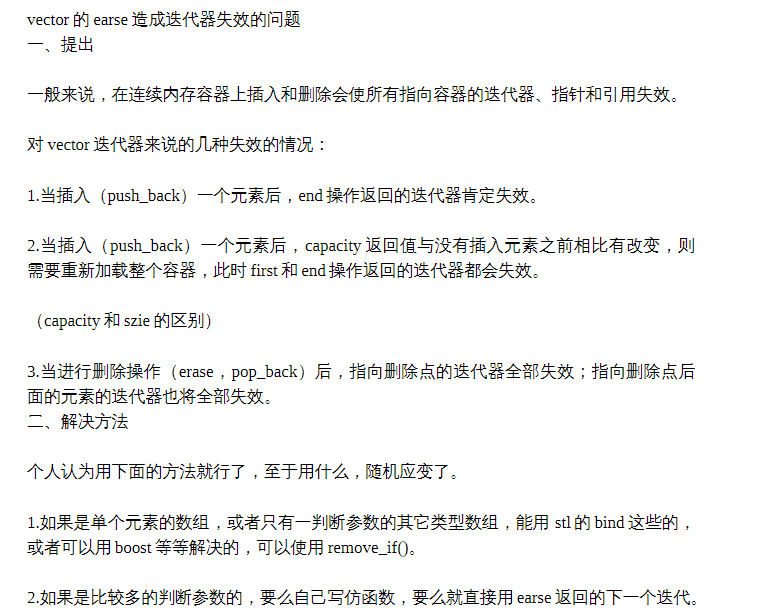 vector 的 earse 造成迭代器失效的问题
一、提出
一般来说，在连续内存容器上插入和删除会使所有指向容器的迭代器、指针和引用失效。
对 vector 迭代器来说的几种失效的情况：
1.当插入（push_back）一个元素后，end 操作返回的迭代器肯定失效。
2.当插入（push_back）一个元素后，capacity 返回值与没有插入元素之前相比有改变，则
需要重新加载整个容器，此时 first 和 end 操作返回的迭代器都会失效。
（capacity 和 szie 的区别）
3.当进行删除操作（erase，pop_back）后，指向删除点的迭代器全部失效；指向删除点后
面的元素的迭代器也将全部失效。
二、解决方法
个人认为用下面的方法就行了，至于用什么，随机应变了。
1.如果是单个元素的数组，或者只有一判断参数的其它类型数组，能用 stl 的 bind 这些的，
或者可以用 boost 等等解决的，可以使用 remove_if()。
2.如果是比较多的判断参数的，要么自己写仿函数，要么就直接用 earse 返回的下一个迭代。